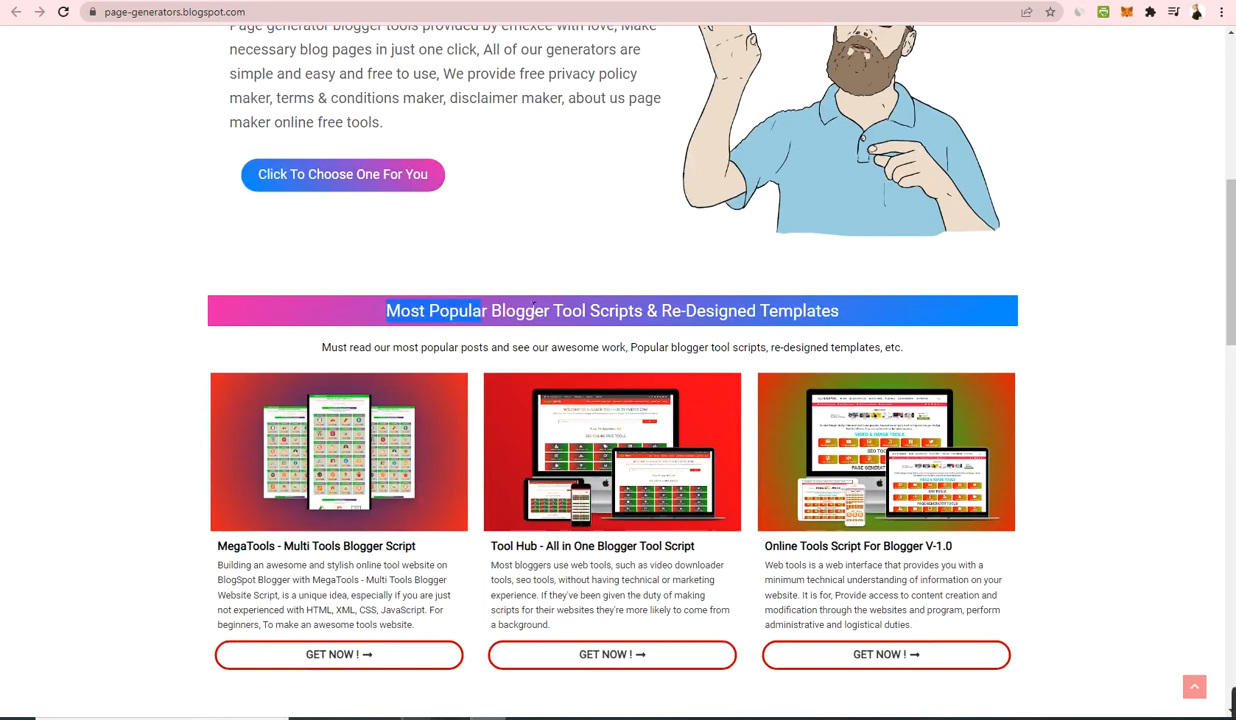 page-generators.blogspot.com
Page generator blogger tools provided by emexee with love, Make
necessary blog pages in just one click, All of our generators are
simple and easy and free to use, We provide free privacy policy
maker, terms & conditions maker, disclaimer maker, about us page
maker online free tools.
Click To Choose One For You
Most Popular Blogger Tool Scripts & Re-Designed Templates
Must read our most popular posts and see our awesome work, Popular blogger tool scripts, re-designed templates, etc.
MegaTools - Multi Tools Blogger Script
Building an awesome and stylish online tool website on
BlogSpot Blogger with MegaTools - Multi Tools Blogger
Website Script, is a unique idea, especially if you are just
not experienced with HTML, XML, CSS, JavaScript. For
beginners, To make an awesome tools website.
GET NOW ! →
Tool Hub - All in One Blogger Tool Script
Most bloggers use web tools, such as video downloader
tools, seo tools, without having technical or marketing
experience. If they've been given the duty of making
scripts for their websites they're more likely to come from
a background.
GET NOW ! →
VIDEO & IMAGE TOOLS
SEO TOOLS
PAGE GENERATOR
Online Tools Script For Blogger V-1.0
Web tools is a web interface that provides you with a
minimum technical understanding of information on your
website. It is for, Provide access to content creation and
modification through the websites and program, perform
administrative and logistical duties.
GET NOW ! →